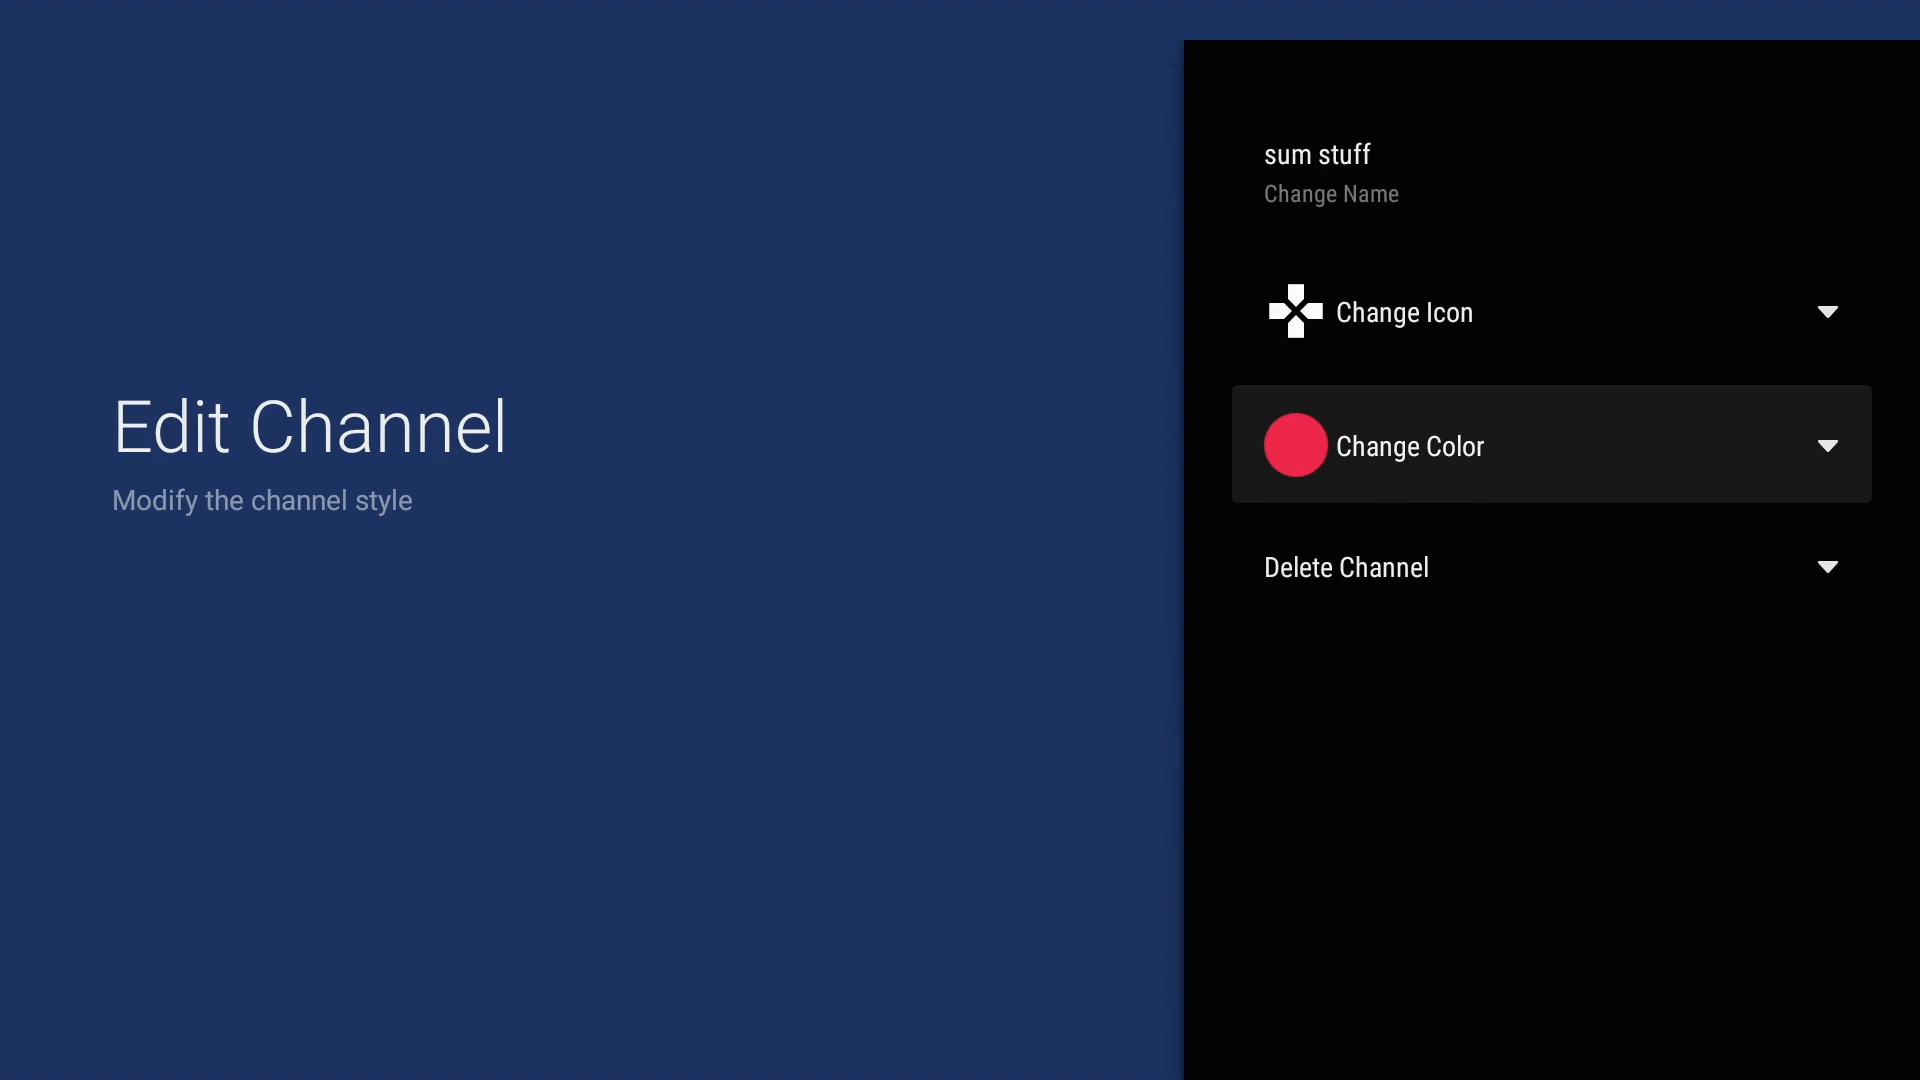 Edit Channel
Modify the channel style
sum stuff
Change Name
Change Icon
Change Color
Delete Channel